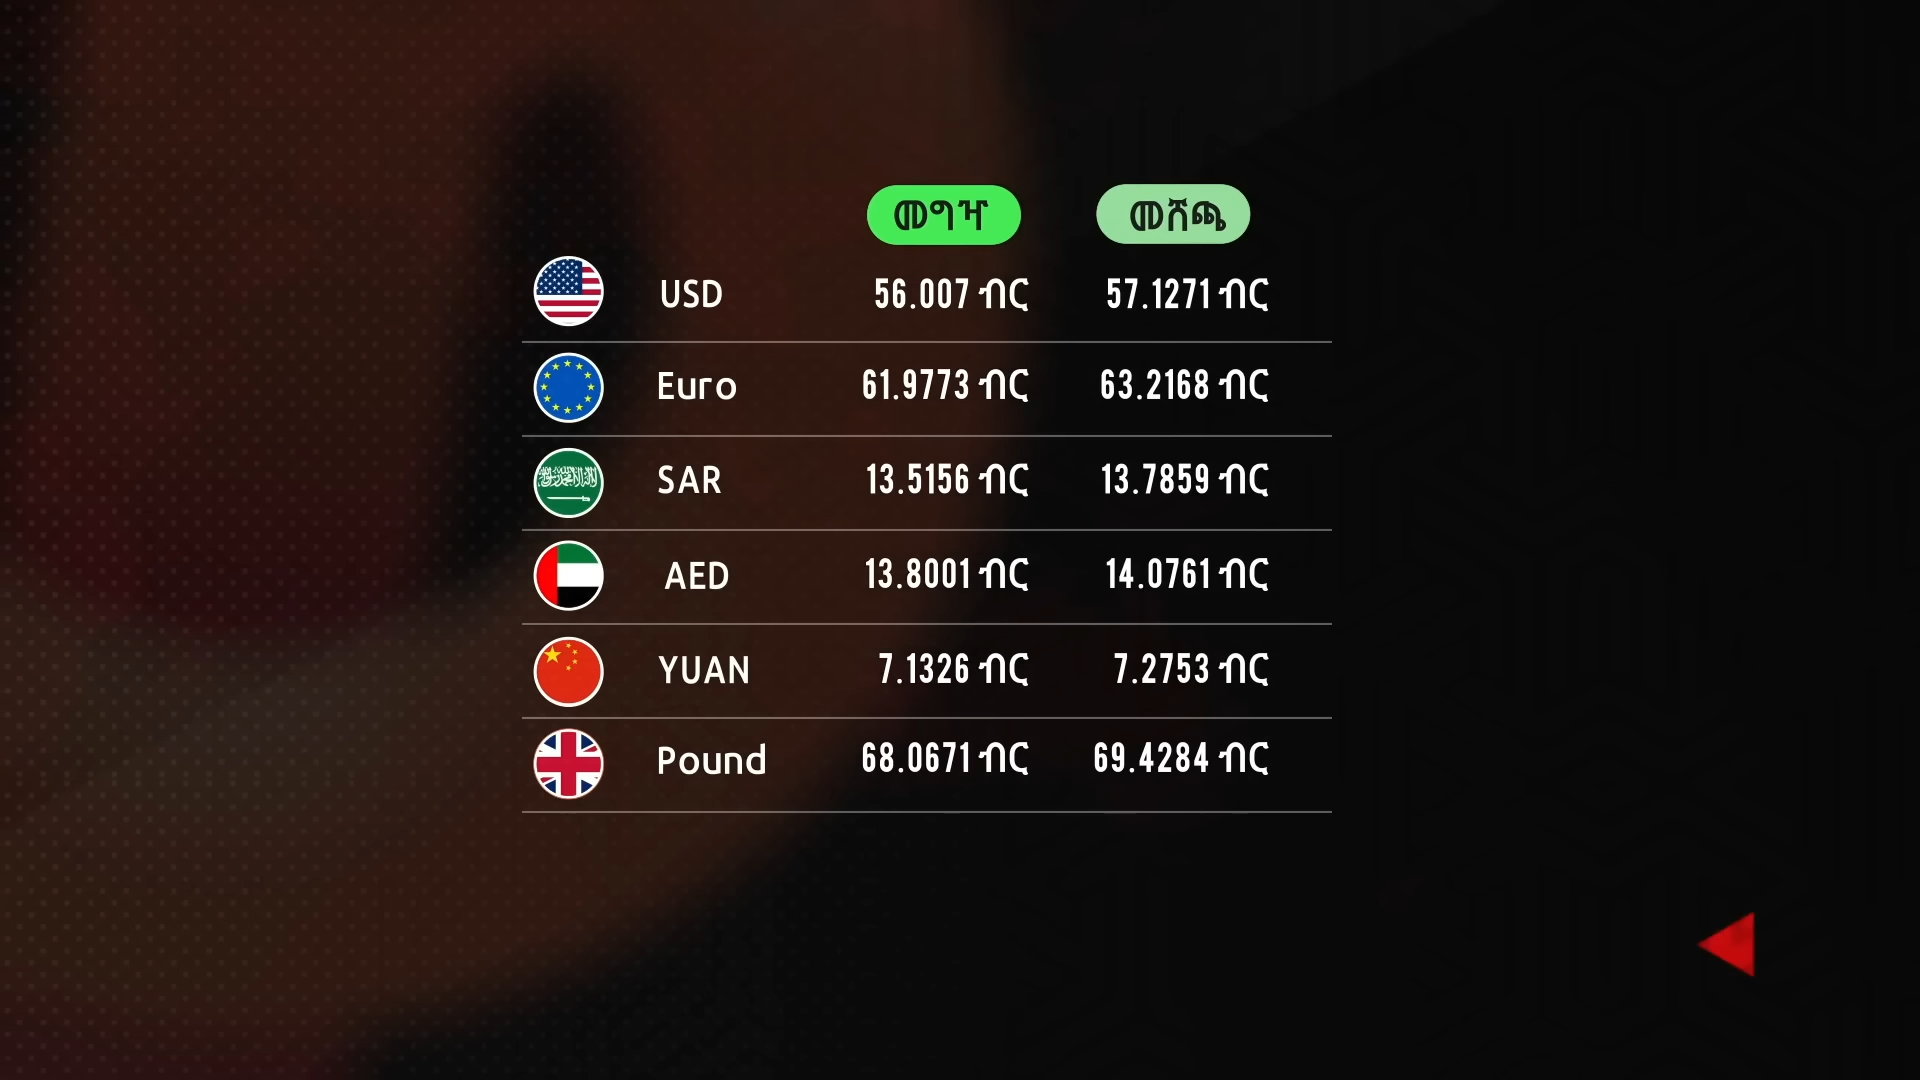 መግዣ መሸጫ
USD 56.007 ብር 57.1271 ብር
Euro 61.9773 ብር 63.2168 ብር
SAR 13.5156 ብር 13.7859 ብር
AED 13.8001 ብር 14.0761 ብር
YUAN 7.1326 ብር 7.2753 ብር
Pound 68.0671 ብር 69.4284 ብር